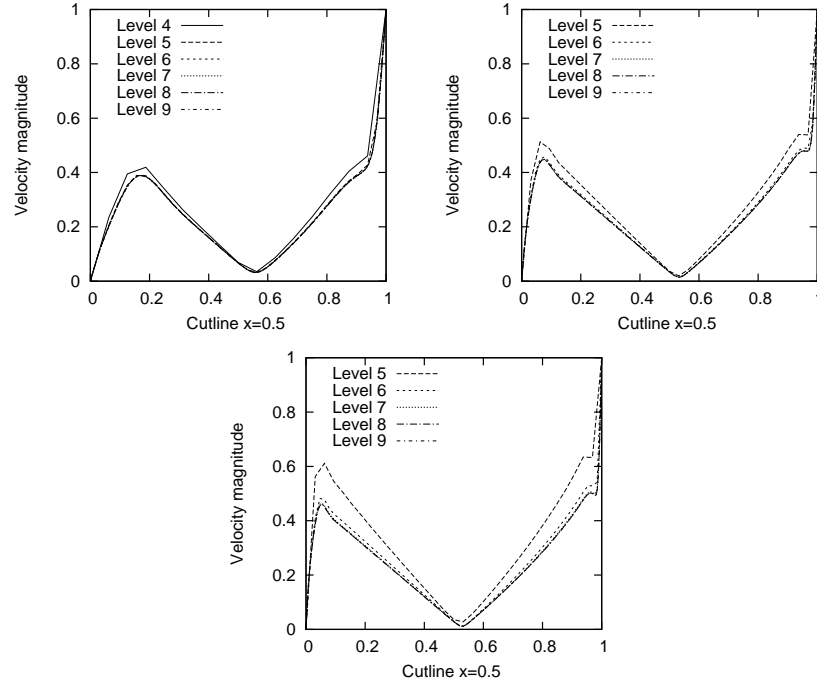 Velocity magnitude
1
0.8
0.6
0.4
0.2
0
Level 4
Level 5
Level 6
Level 7
Level 8
Level 9
0 0.2 0.4 0.6 0.8 1
Cutline x=0.5
Velocity magnitude
1
0.8
0.6
0.4
0.2
0
Level 5
Level 6
Level 7
Level 8
Level 9
0 0.2 0.4 0.6 0.8 1
Cutline x=0.5
Velocity magnitude
1
0.8
0.6
0.4
0.2
0
Level 5
Level 6
Level 7
Level 8
Level 9
0 0.2 0.4 0.6 0.8 1
Cutline x=0.5